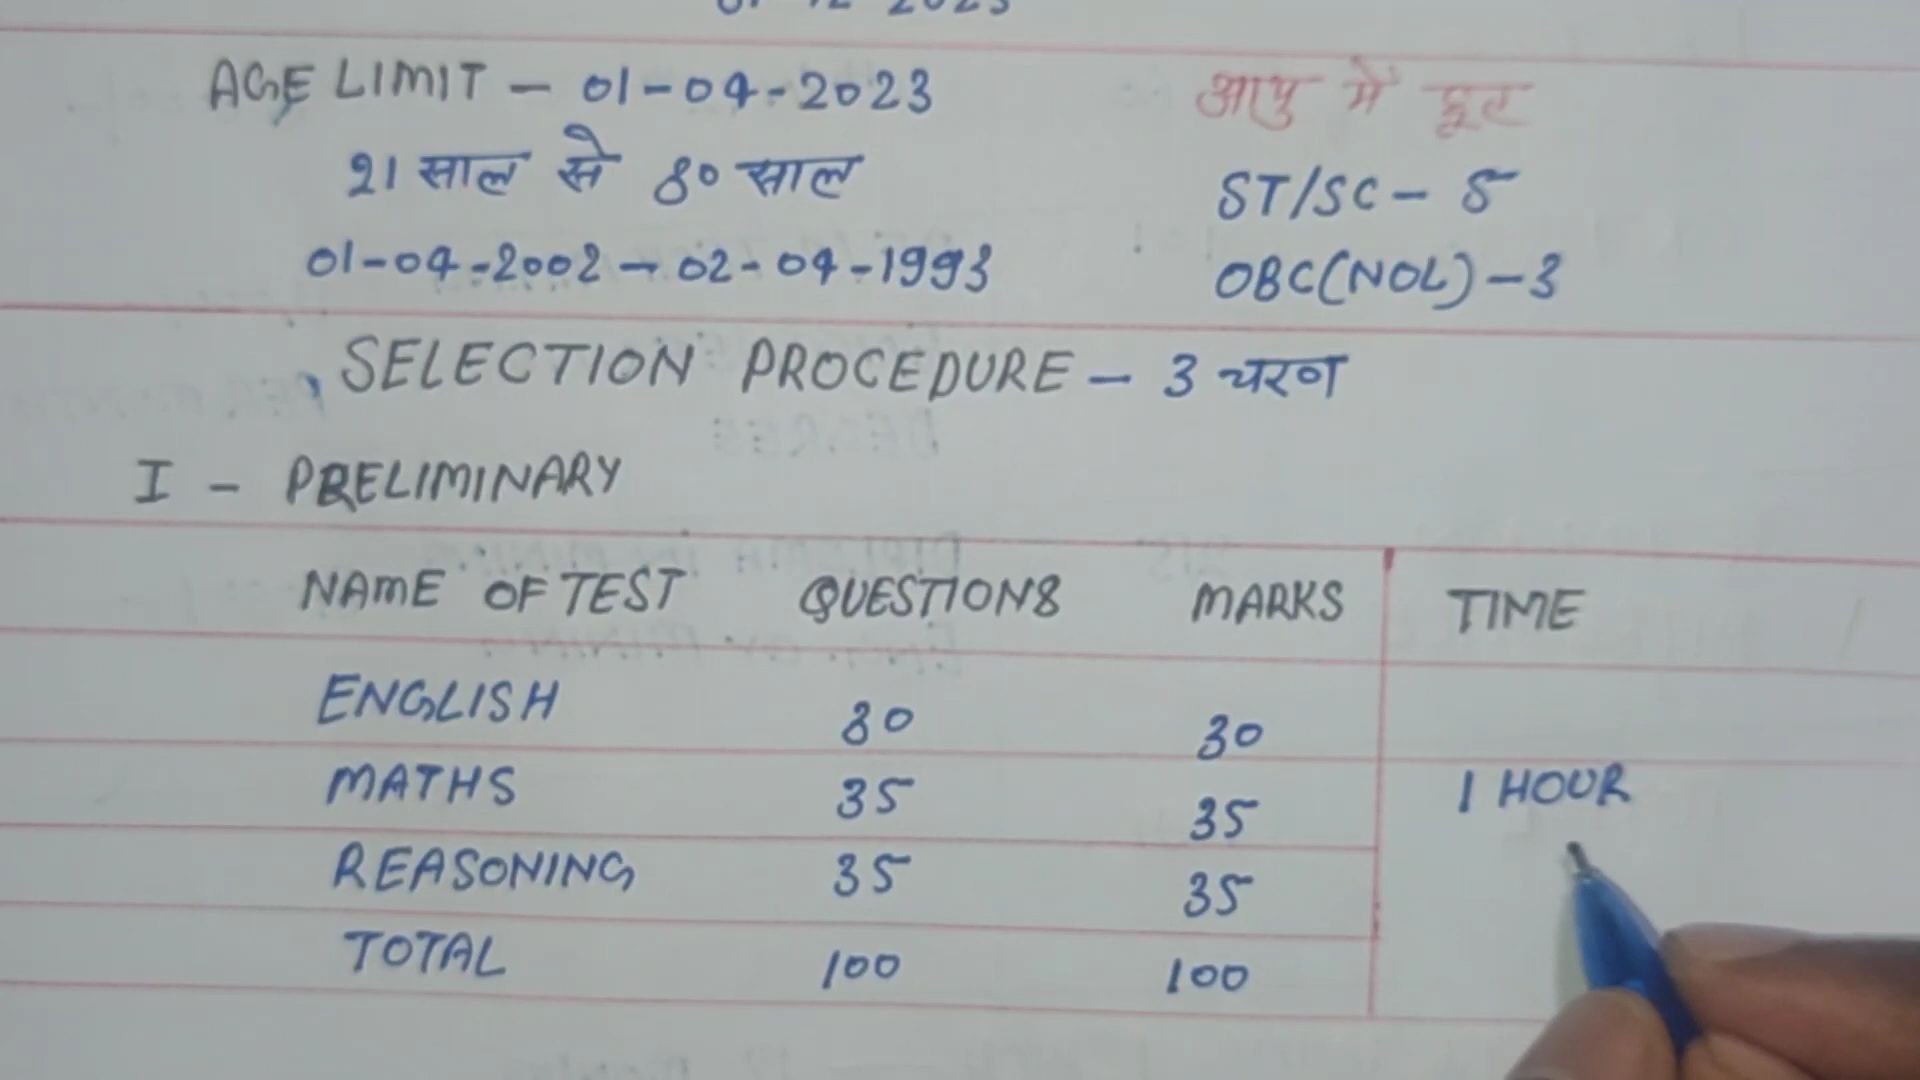 AGE LIMIT - 01-04-2023
21 साल से 30 साल
01-04-2002 - 02-04-1993
आयु में छूट
ST/SC - 5
OBC(NCL) - 3
SELECTION PROCEDURE - 3 चरण
I - PRELIMINARY
NAME OF TEST QUESTIONS MARKS TIME
ENGLISH 30 30
MATHS 35 35 1 HOUR
REASONING 35 35
TOTAL 100 100